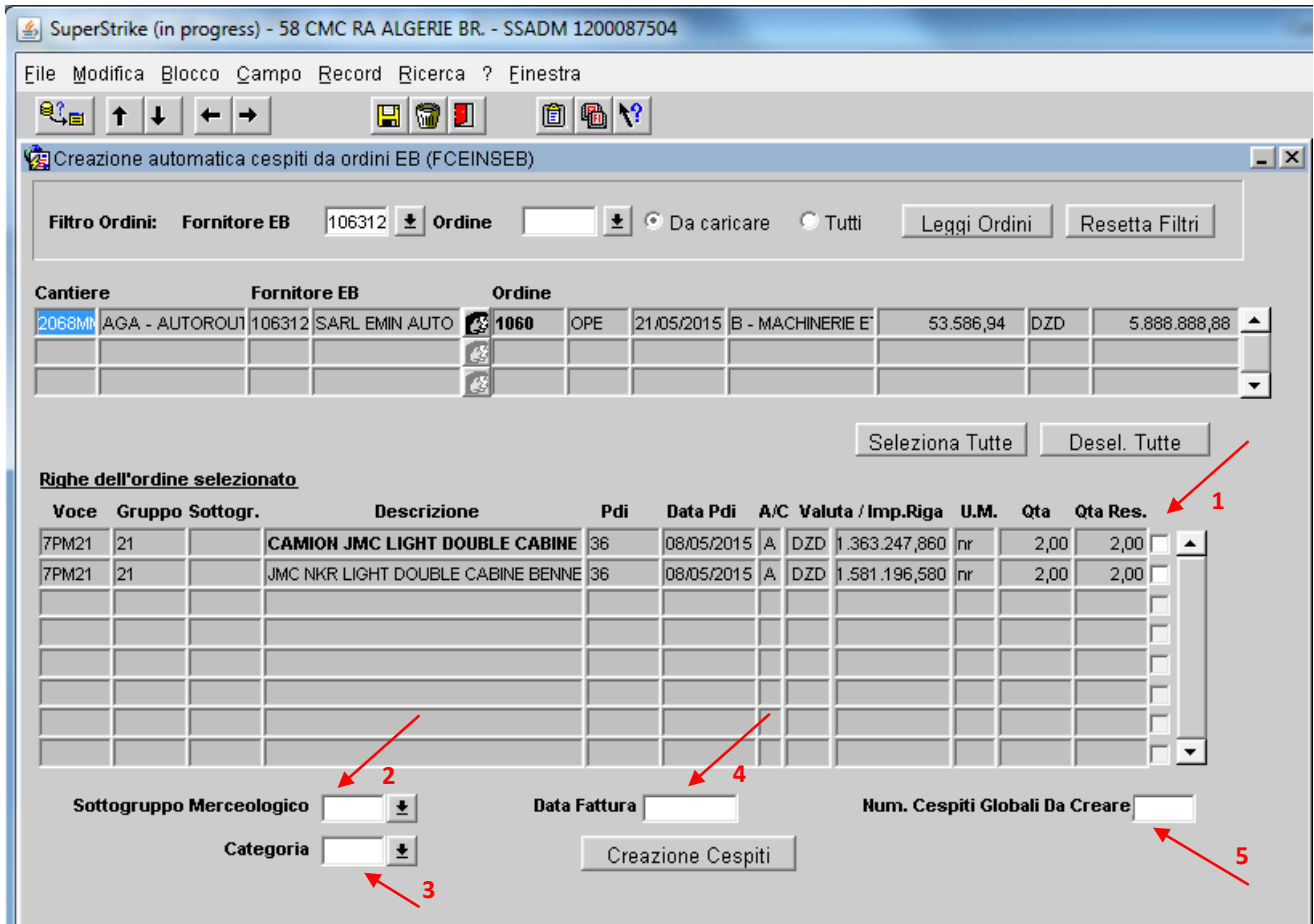 SuperStrike (in progress) - 58 CMC RA ALGERIE BR. - SSADM 1200087504
File Modifica Blocco Campo Record Ricerca ? Finestra
Creazione automatica cespiti da ordini EB (FCEINSEB)
Filtro Ordini: Fornitore EB 106312 Ordine Da caricare Tutti Leggi Ordini Resetta Filtri
Cantiere Fornitore EB Ordine
2068MN AGA - AUTOROUT 106312 SARL EMIN AUTO 1060 OPE 21/05/2015 B - MACHINERIE ET 53.586,94 DZD 5.888.888,88
Seleziona Tutte Desel. Tutte
Righe dell'ordine selezionato
1
Voce Gruppo Sottogr. Descrizione Pdi Data Pdi A/C Valuta / Imp.Riga U.M. Qta Qta Res.
7PM21 21 CAMION JMC LIGHT DOUBLE CABINE 36 08/05/2015 A DZD 1.363.247,860 nr 2,00 2,00
7PM21 21 JMC NKR LIGHT DOUBLE CABINE BENNE 36 08/05/2015 A DZD 1.581.196,580 nr 2,00 2,00
2 4
Sottogruppo Merceologico Data Fattura Num. Cespiti Globali Da Creare
Categoria Creazione Cespiti 5
3